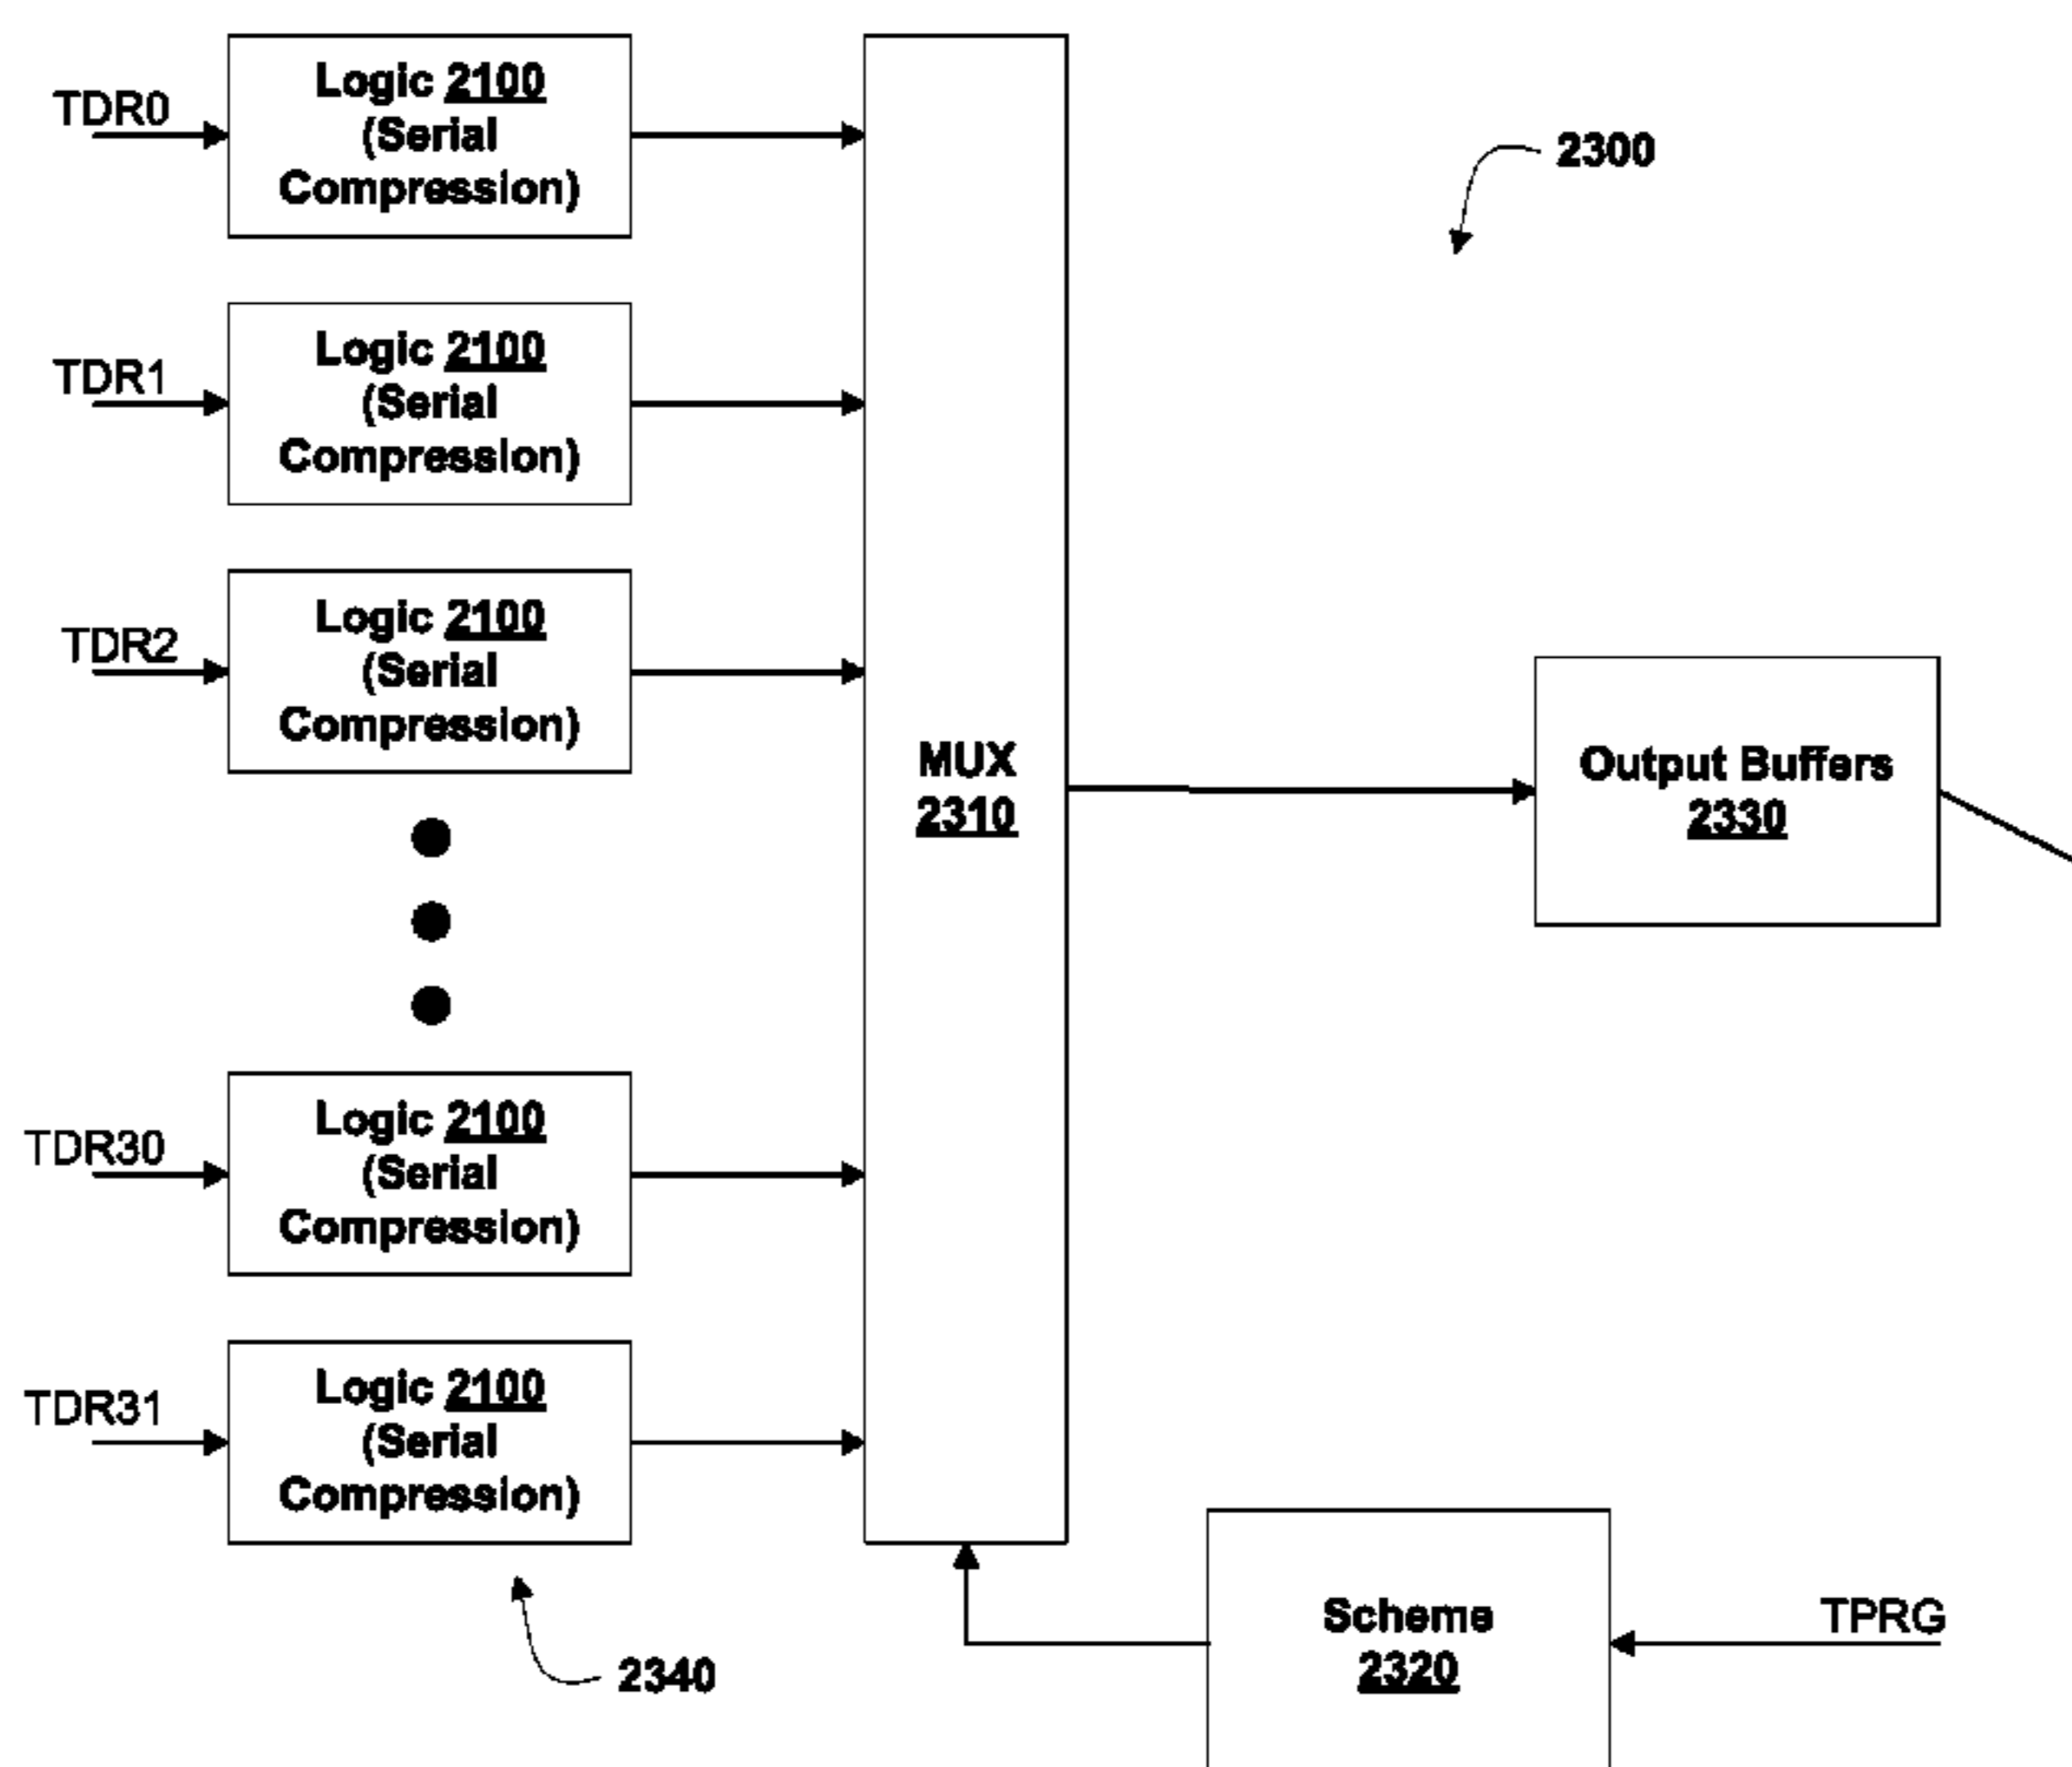 TDR0
Logic 2100
(Serial
Compression)
2300
TDR1
Logic 2100
(Serial
Compression)
TDR2
Logic 2100
(Serial
Compression)
MUX
2310
Output Buffers
2330
TDR30
Logic 2100
(Serial
Compression)
TDR31
Logic 2100
(Serial
Compression)
2340
Scheme
2320
TPRG